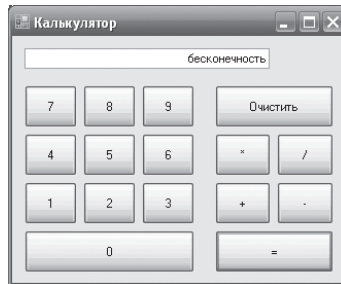 Калькулятор
бесконечность
7 8 9 Очистить
4 5 6 * /
1 2 3 + -
0 =